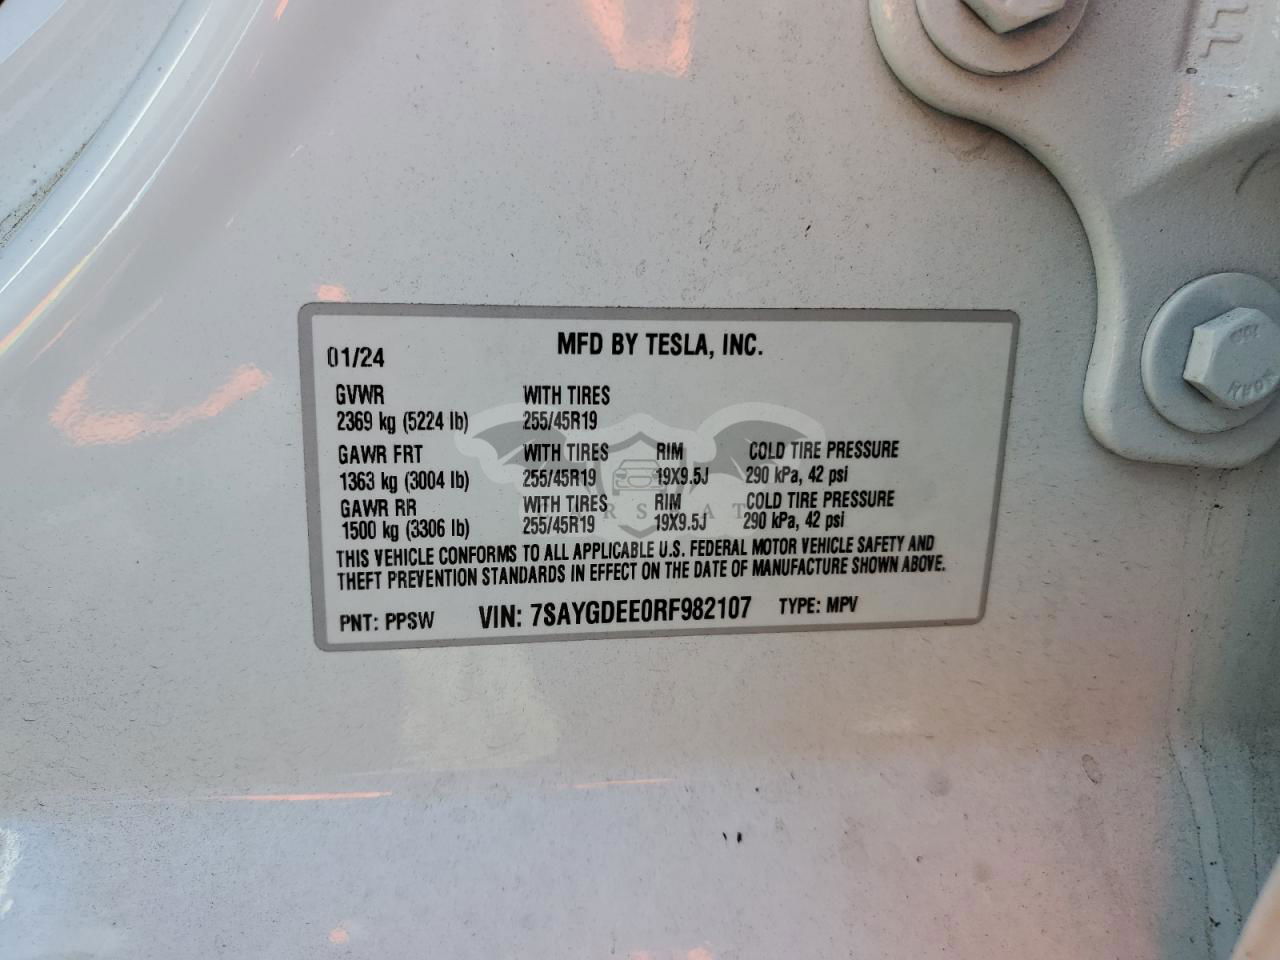 MFD BY TESLA, INC.
01/24
GVWR WITH TIRES
2369 kg (5224 lb) 255/45R19
GAWR FRT WITH TIRES RIM COLD TIRE PRESSURE
1363 kg (3004 lb) 255/45R19 19X9.5J 290 kPa, 42 psi
GAWR RR WITH TIRES RIM COLD TIRE PRESSURE
1500 kg (3306 lb) 255/45R19 19X9.5J 290 kPa, 42 psi
THIS VEHICLE CONFORMS TO ALL APPLICABLE U.S. FEDERAL MOTOR VEHICLE SAFETY AND
THEFT PREVENTION STANDARDS IN EFFECT ON THE DATE OF MANUFACTURE SHOWN ABOVE.
PNT: PPSW VIN: 7SAYGDEE0RF982107 TYPE: MPV